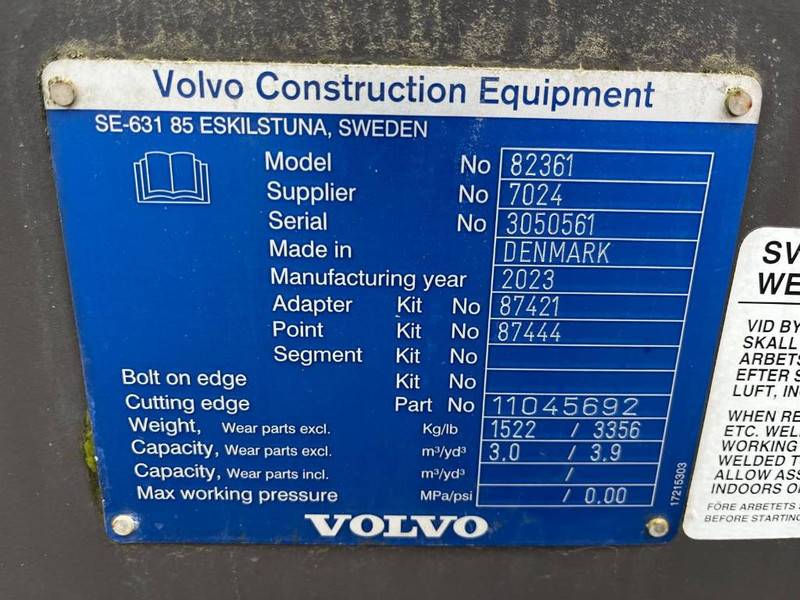 Volvo Construction Equipment
SE-631 85 ESKILSTUNA, SWEDEN
Model No 82361
Supplier No 7024
Serial No 3050561
Made in DENMARK
Manufacturing year 2023
Adapter Kit No 87421
Point Kit No 87444
Segment Kit No
Bolt on edge Kit No
Cutting edge Part No 11045692
Weight, Wear parts excl. Kg/lb 1522 / 3356
Capacity, Wear parts excl. m³/yd³ 3.0 / 3.9
Capacity, Wear parts incl. m³/yd³ /
Max working pressure MPa/psi / 0.00
17215303
VOLVO
SV
WE
VID BY
SKALL
ARBETS
EFTER S
LUFT, IN
WHEN RE
ETC. WEL
WORKING
WELDED T
ALLOW ASS
INDOORS O
FÖRE ARBETETS S
BEFORE STARTING